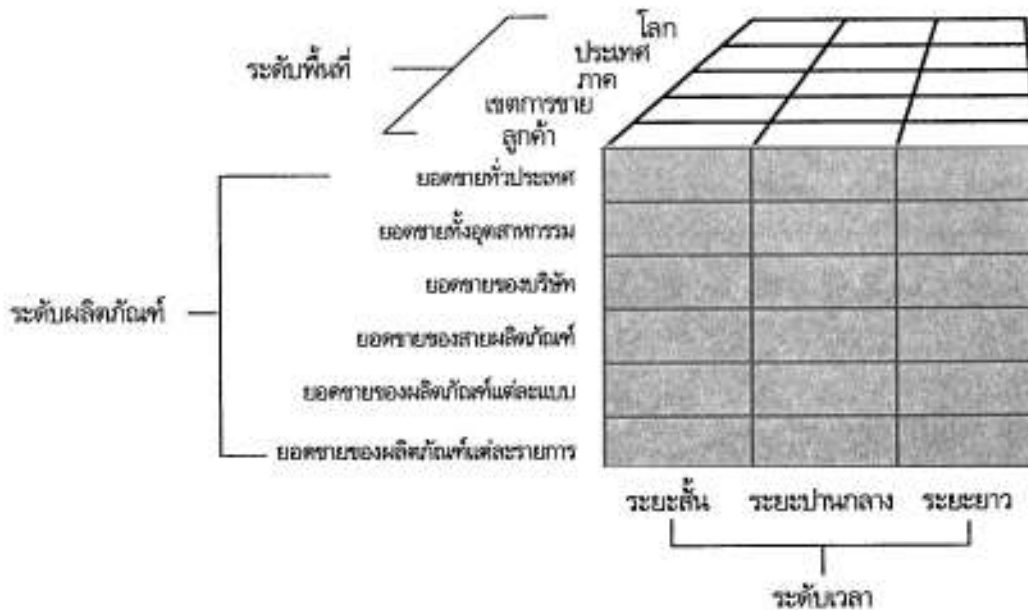 โลก
ประเทศ
ระดับพื้นที่
ภาค
เขตการขาย
ลูกค้า
ยอดขายทั่วประเทศ
ยอดขายทั้งอุตสาหกรรม
ยอดขายของบริษัท
ระดับผลิตภัณฑ์
ยอดขายของสายผลิตภัณฑ์
ยอดขายของผลิตภัณฑ์แต่ละแบบ
ยอดขายของผลิตภัณฑ์แต่ละรายการ
ระยะสั้น ระยะปานกลาง ระยะยาว
ระดับเวลา